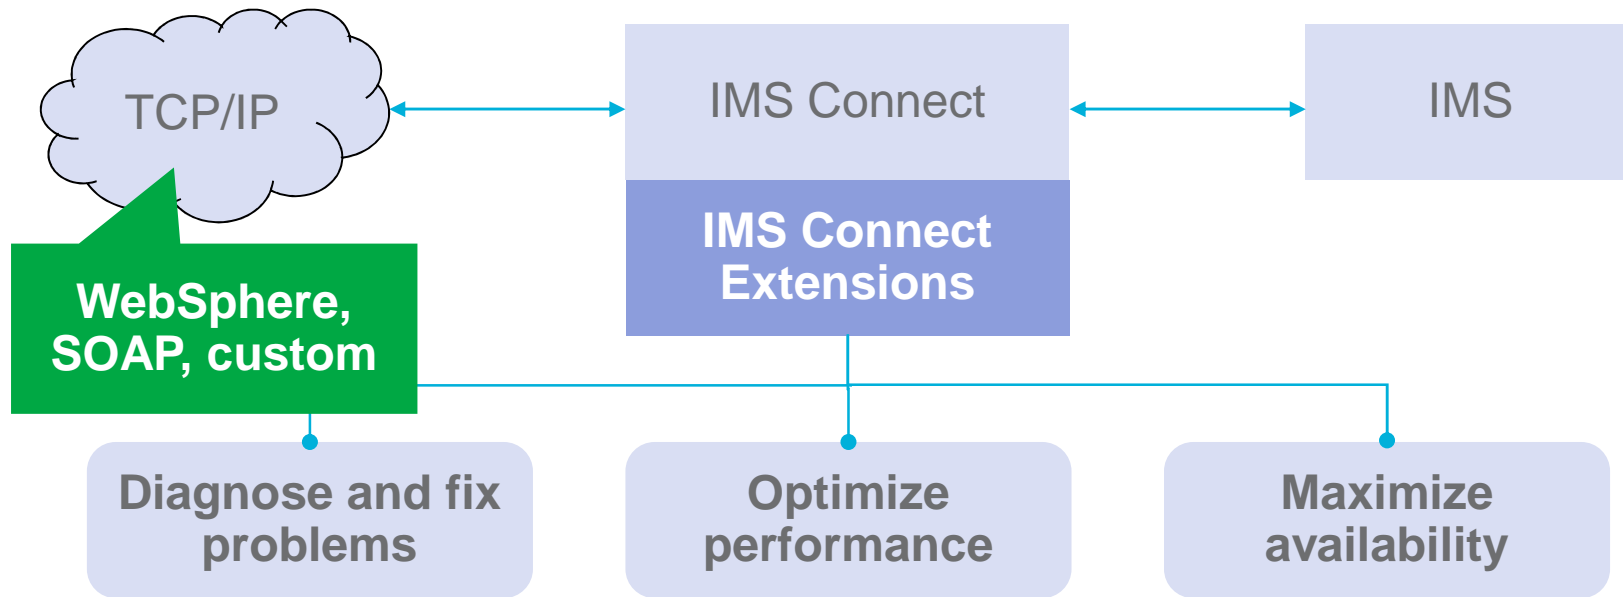 TCP/IP
IMS Connect
IMS
IMS Connect
Extensions
WebSphere,
SOAP, custom
Diagnose and fix
problems
Optimize
performance
Maximize
availability